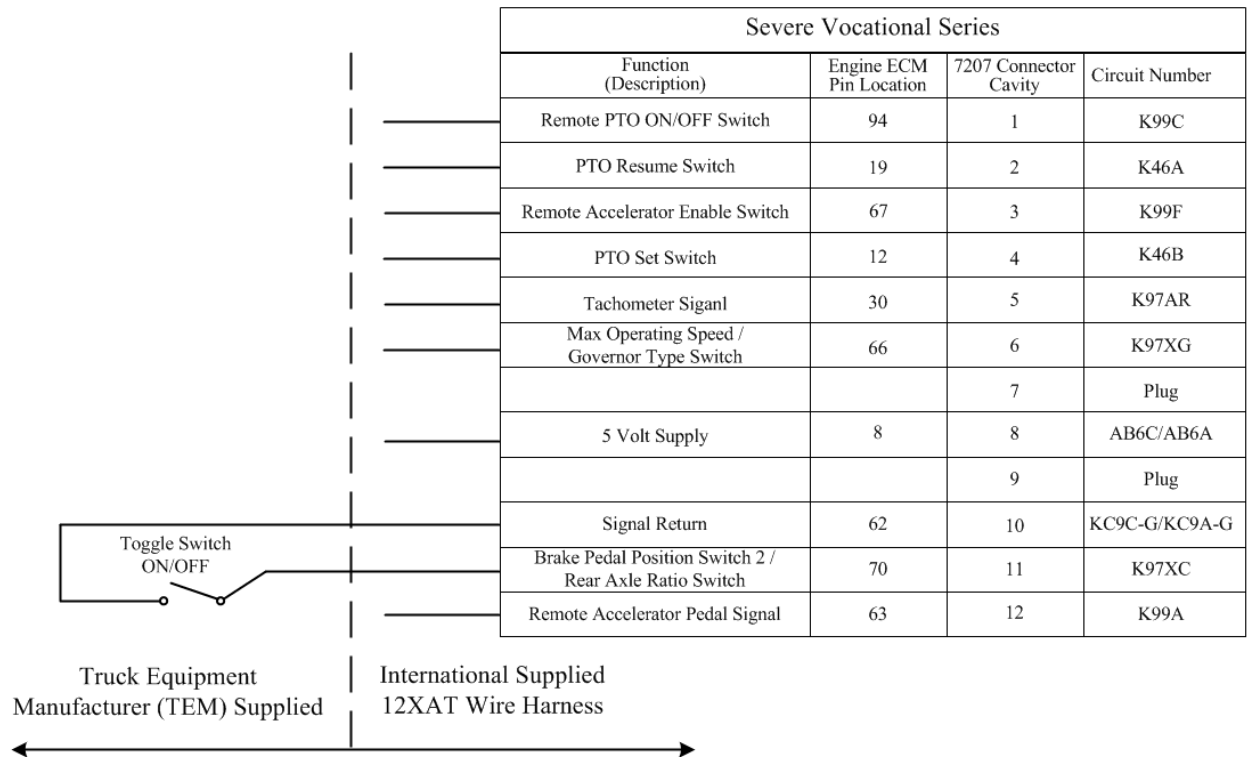 Severe Vocational Series
Function
(Description)
Engine ECM
Pin Location
7207 Connector
Cavity
Circuit Number
Remote PTO ON/OFF Switch 94 1 K99C
PTO Resume Switch 19 2 K46A
Remote Accelerator Enable Switch 67 3 K99F
PTO Set Switch 12 4 K46B
Tachometer Siganl 30 5 K97AR
Max Operating Speed /
Governor Type Switch 66 6 K97XG
7 Plug
5 Volt Supply 8 8 AB6C/AB6A
9 Plug
Signal Return 62 10 KC9C-G/KC9A-G
Brake Pedal Position Switch 2 /
Rear Axle Ratio Switch 70 11 K97XC
Remote Accelerator Pedal Signal 63 12 K99A
Toggle Switch
ON/OFF
Truck Equipment
Manufacturer (TEM) Supplied
International Supplied
12XAT Wire Harness